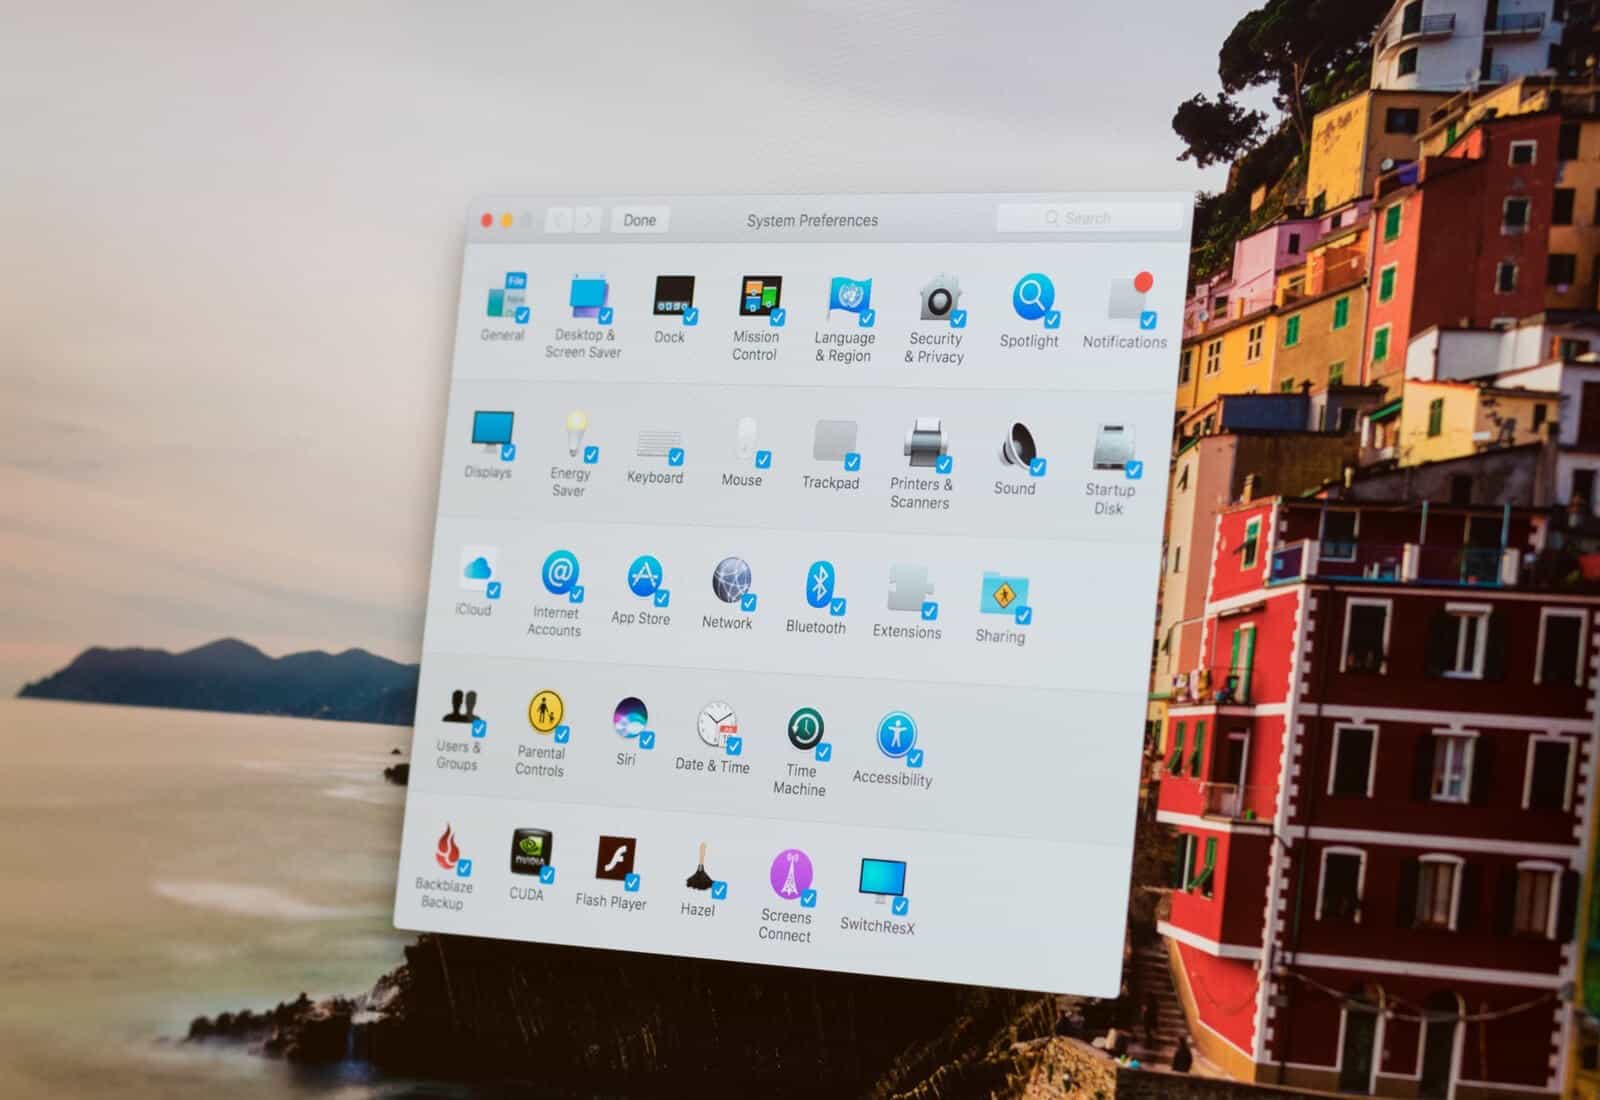 Done
System Preferences
Search
File
General
Desktop &
Screen Saver
Dock
Mission
Control
Language
& Region
Security
& Privacy
Spotlight
Notifications
Displays
Energy
Saver
Keyboard
Mouse
Trackpad
Printers &
Scanners
Sound
Startup
Disk
iCloud
@
Internet
Accounts
App Store
Network
Bluetooth
Extensions
Sharing
Users &
Groups
Parental
Controls
Siri
Date & Time
Time
Machine
Accessibility
Backblaze
Backup
NVIDIA
CUDA
Flash Player
Hazel
Screens
Connect
SwitchResX